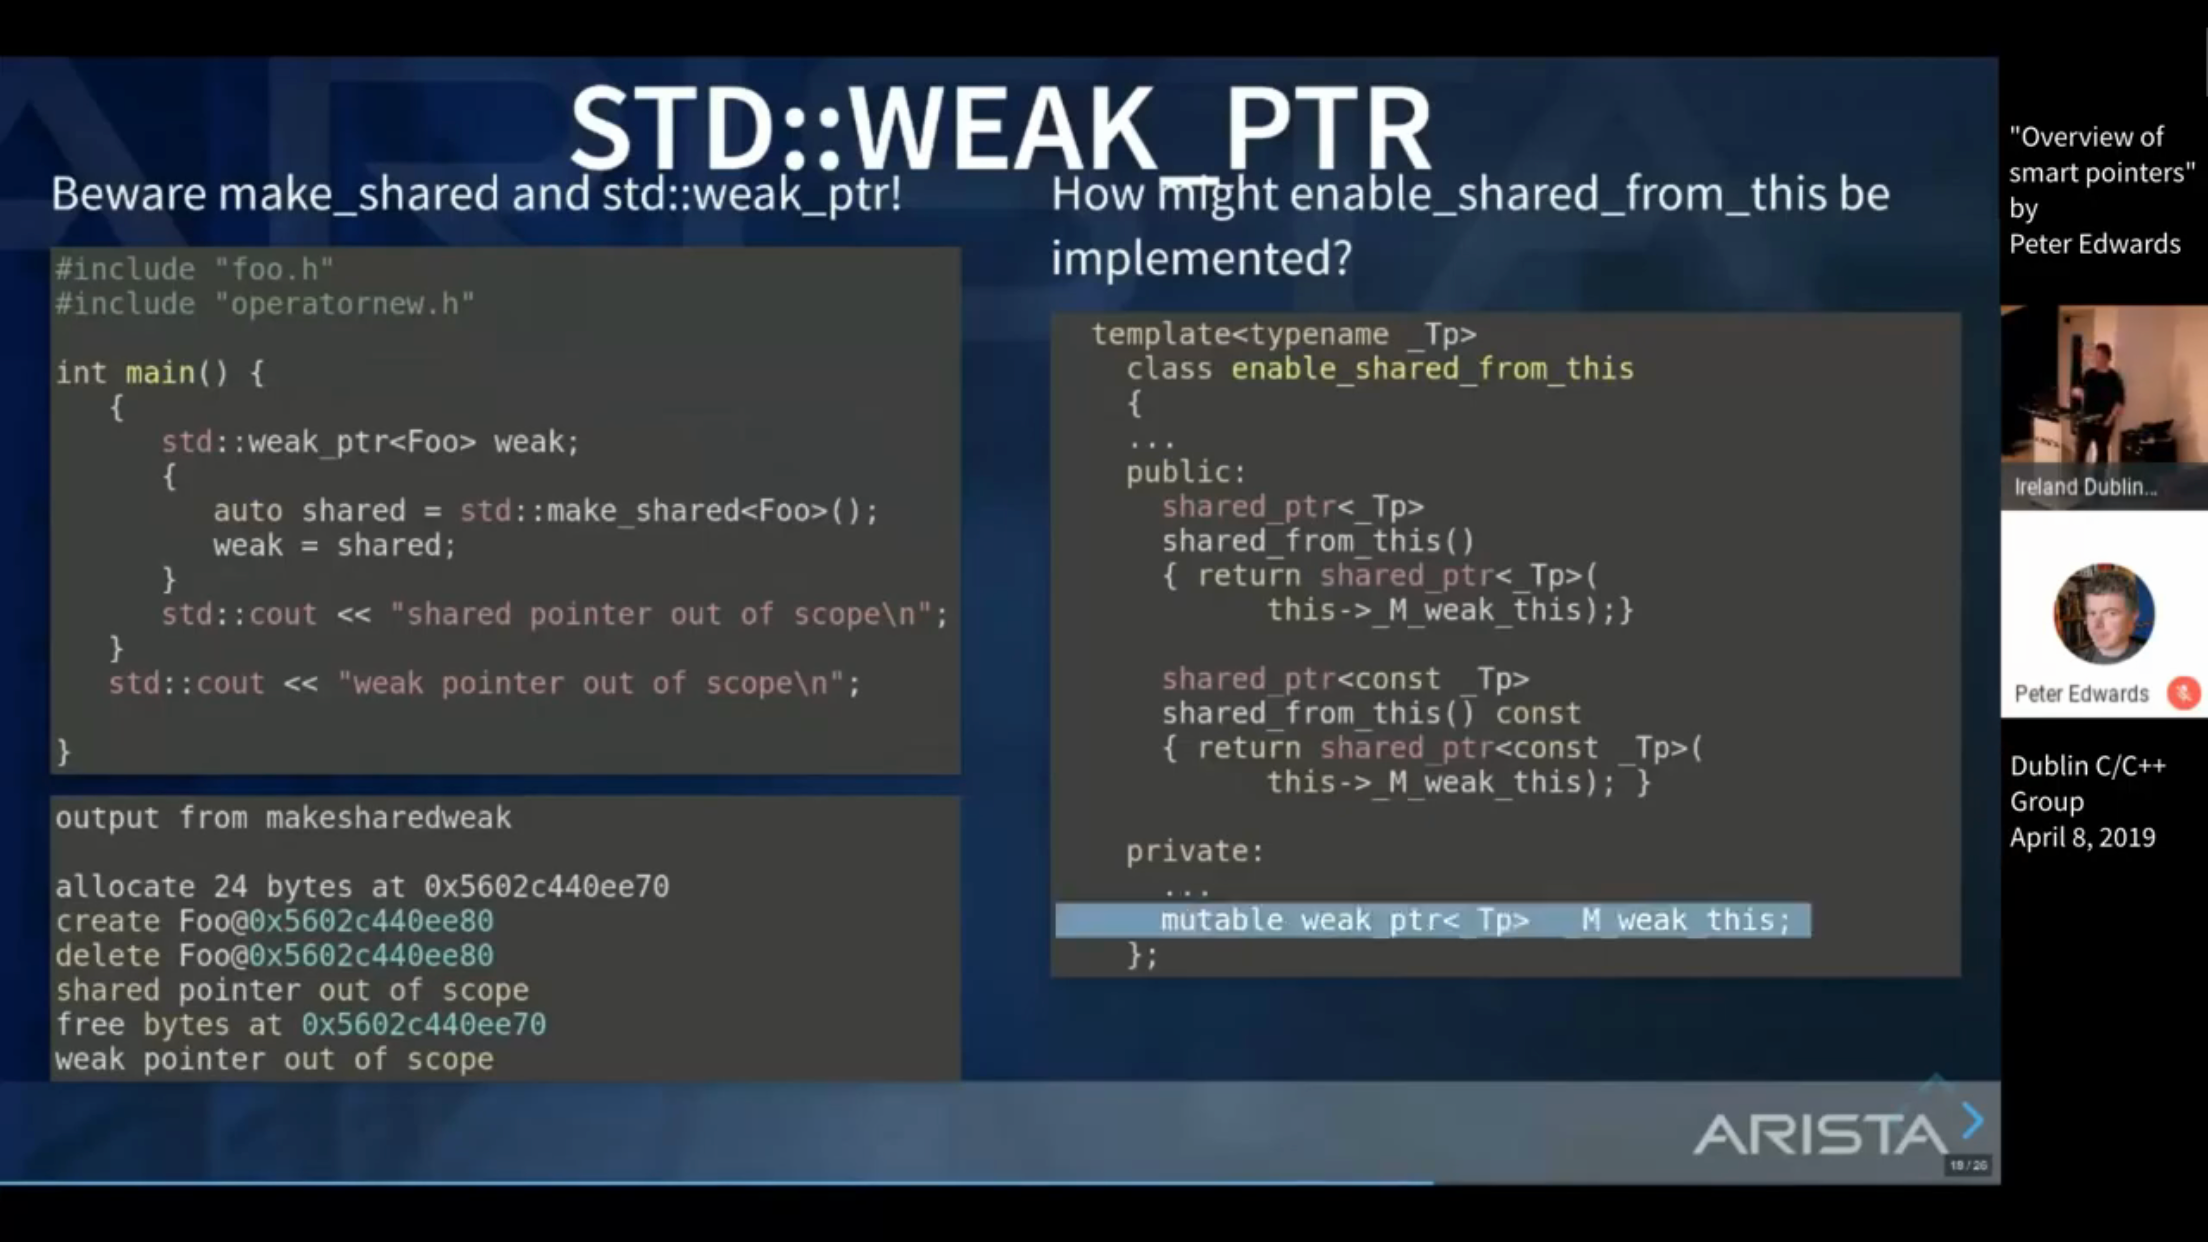 STD::WEAK_PTR
Beware make_shared and std::weak_ptr!
#include "foo.h"
#include "operatornew.h"
int main() {
{
std::weak_ptr<Foo> weak;
{
auto shared = std::make_shared<Foo>();
weak = shared;
}
std::cout << "shared pointer out of scope\n";
}
std::cout << "weak pointer out of scope\n";
}
output from makesharedweak
allocate 24 bytes at 0x5602c440ee70
create Foo@0x5602c440ee80
delete Foo@0x5602c440ee80
shared pointer out of scope
free bytes at 0x5602c440ee70
weak pointer out of scope
How might enable_shared_from_this be
implemented?
template<typename _Tp>
class enable_shared_from_this
{
...
public:
shared_ptr<_Tp>
shared_from_this()
{ return shared_ptr<_Tp>(
this->_M_weak_this);}
shared_ptr<const _Tp>
shared_from_this() const
{ return shared_ptr<const _Tp>(
this->_M_weak_this); }
private:
...
mutable weak_ptr<_Tp> _M_weak_this;
};
ARISTA
19 / 26
"Overview of
smart pointers"
by
Peter Edwards
Ireland Dublin...
Peter Edwards
Dublin C/C++
Group
April 8, 2019